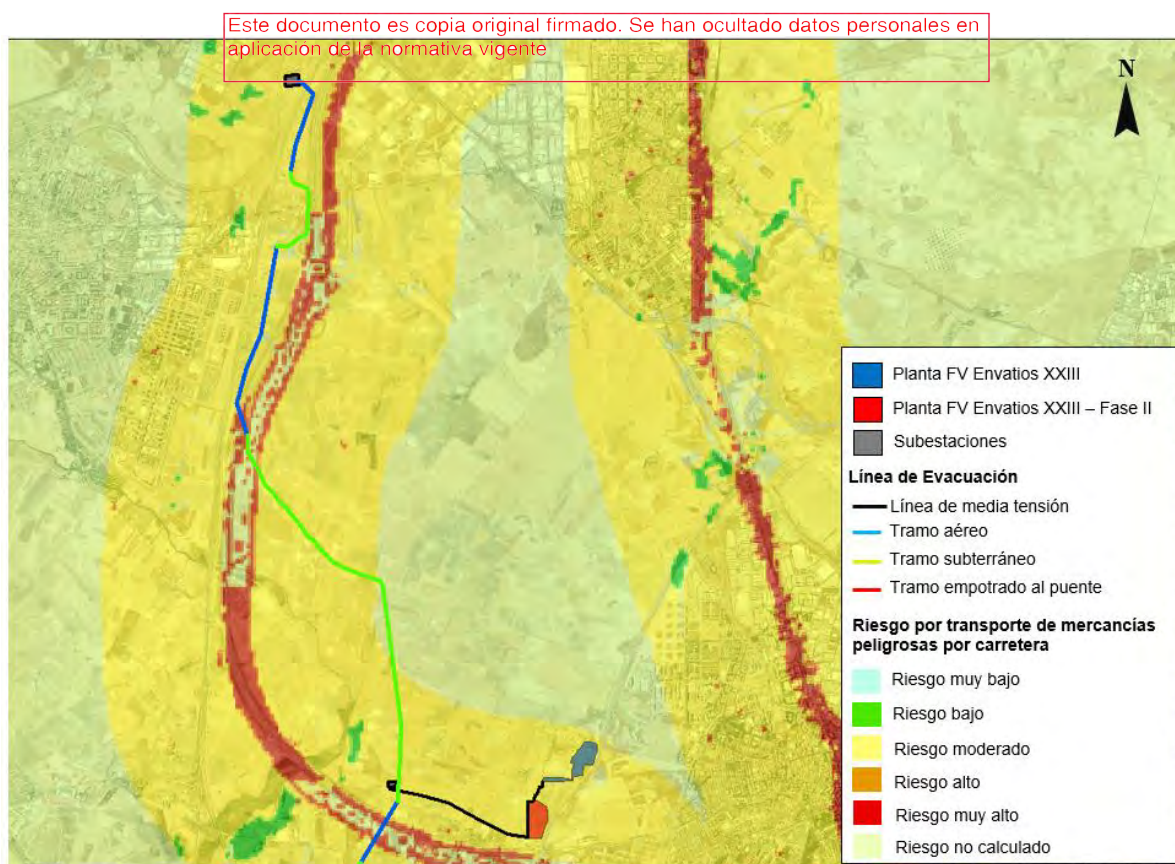 Este documento es copia original firmado. Se han ocultado datos personales en
aplicación de la normativa vigente
N
Planta FV Envatios XXIII
Planta FV Envatios XXIII – Fase II
Subestaciones
Línea de Evacuación
Línea de media tensión
Tramo aéreo
Tramo subterráneo
Tramo empotrado al puente
Riesgo por transporte de mercancías
peligrosas por carretera
Riesgo muy bajo
Riesgo bajo
Riesgo moderado
Riesgo alto
Riesgo muy alto
Riesgo no calculado